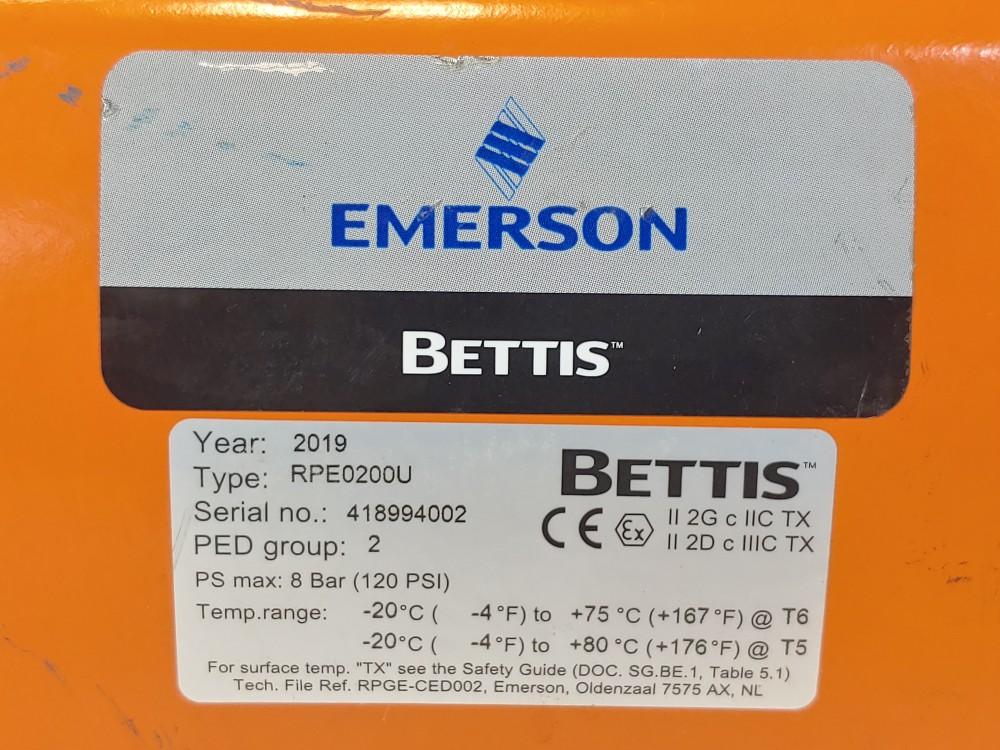 EMERSON
BETTIS™
Year: 2019
Type: RPE0200U
Serial no.: 418994002
PED group: 2
BETTIS™
CE Ex II 2G c IIC TX
II 2D c IIIC TX
PS max: 8 Bar (120 PSI)
Temp.range: -20°C ( -4°F) to +75 °C (+167°F) @ T6
-20°C ( -4°F) to +80 °C (+176°F) @ T5
For surface temp. "TX" see the Safety Guide (DOC. SG.BE.1, Table 5.1)
Tech. File Ref. RPGE-CED002, Emerson, Oldenzaal 7575 AX, NL